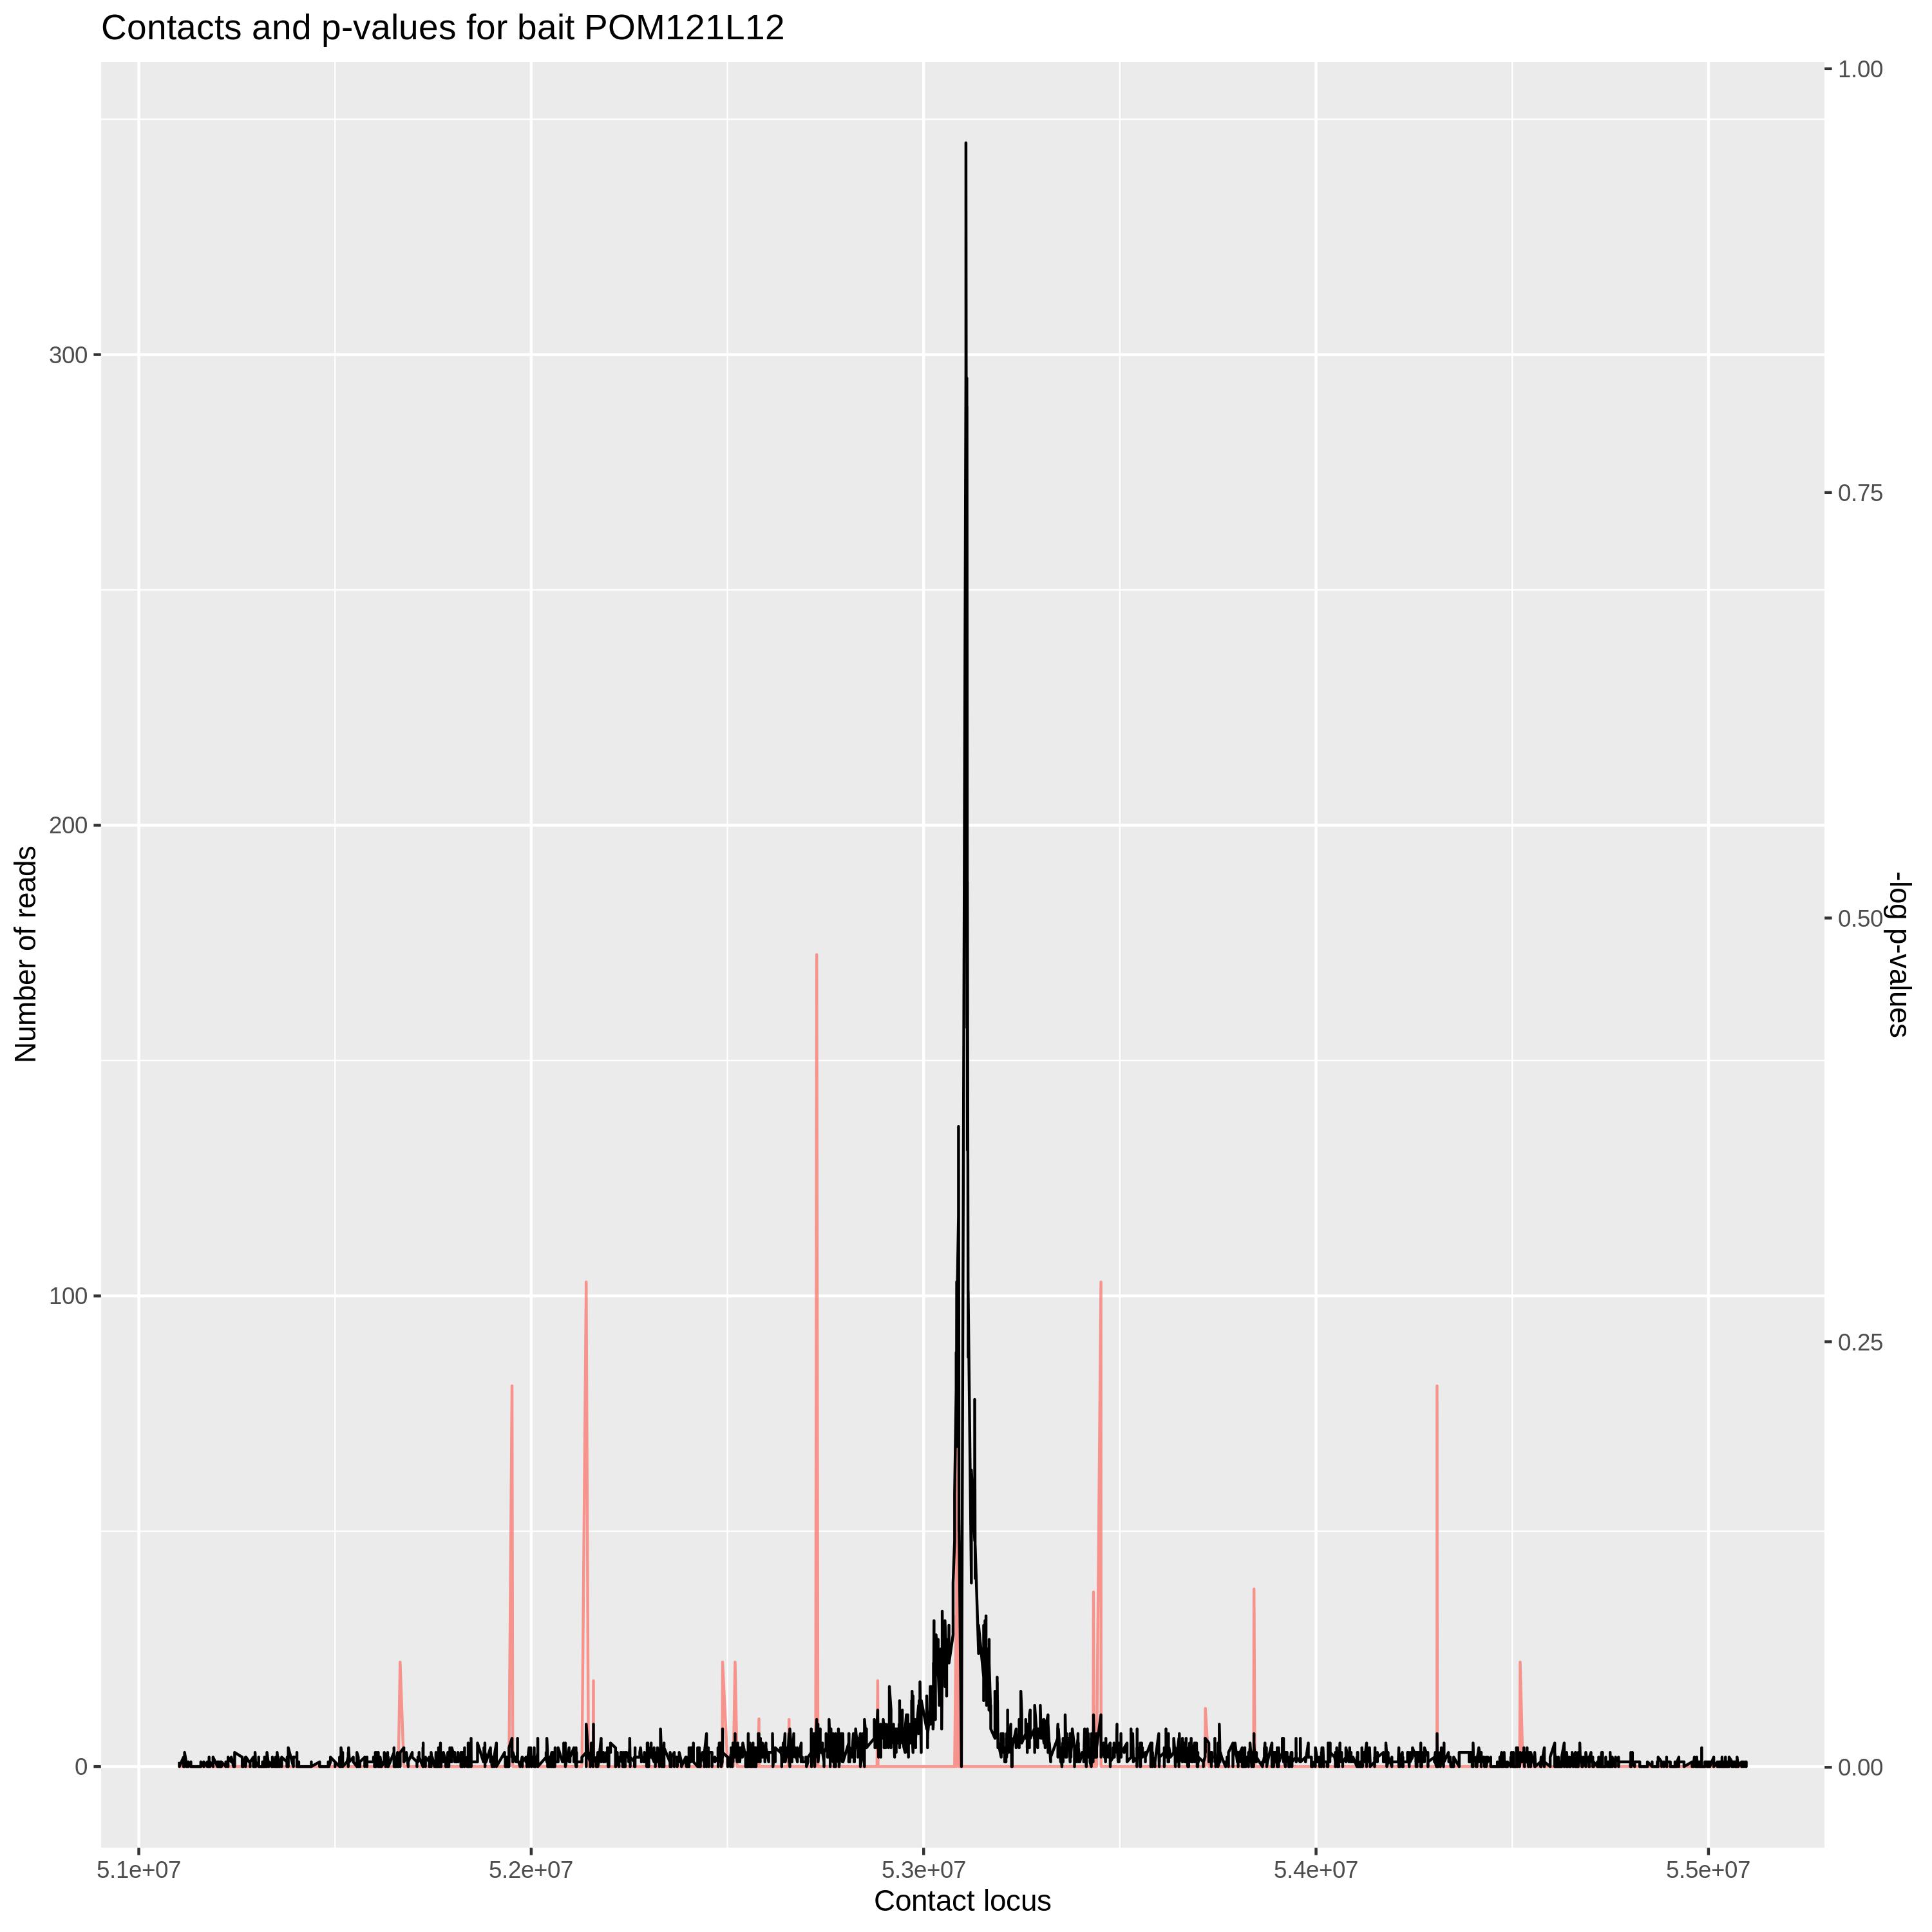 Contacts and p-values for bait POM121L12
Number of reads
300
200
100
0
1.00
0.75
0.50
0.25
0.00
-log p-values
5.1e+07 5.2e+07 5.3e+07 5.4e+07 5.5e+07
Contact locus